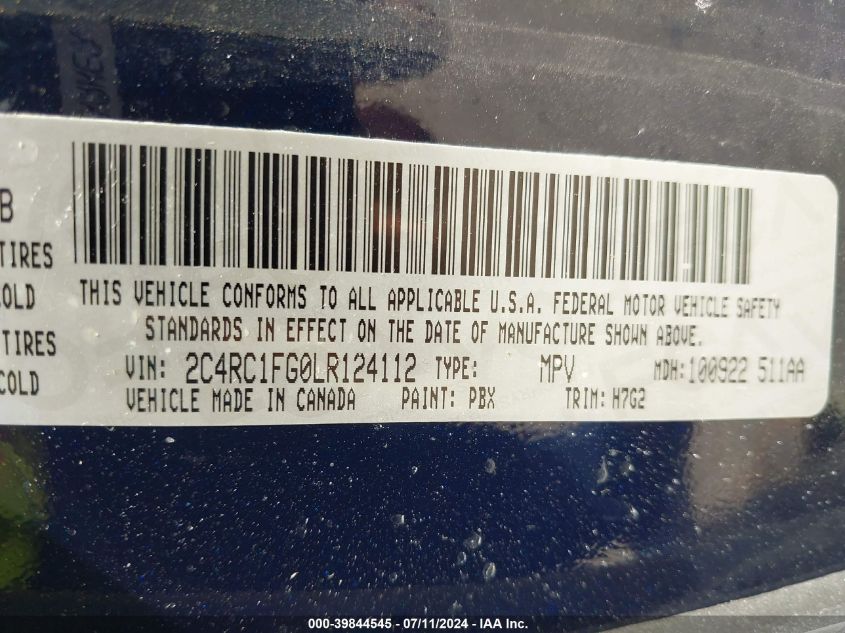 B
TIRES
COLD
TIRES
COLD
THIS VEHICLE CONFORMS TO ALL APPLICABLE U.S.A. FEDERAL MOTOR VEHICLE SAFETY
STANDARDS IN EFFECT ON THE DATE OF MANUFACTURE SHOWN ABOVE.
VIN: 2C4RC1FG0LR124112 TYPE: MPV MDH:100922 511AA
VEHICLE MADE IN CANADA PAINT: PBX TRIM: H7G2
000-39844545 - 07/11/2024 - IAA Inc.